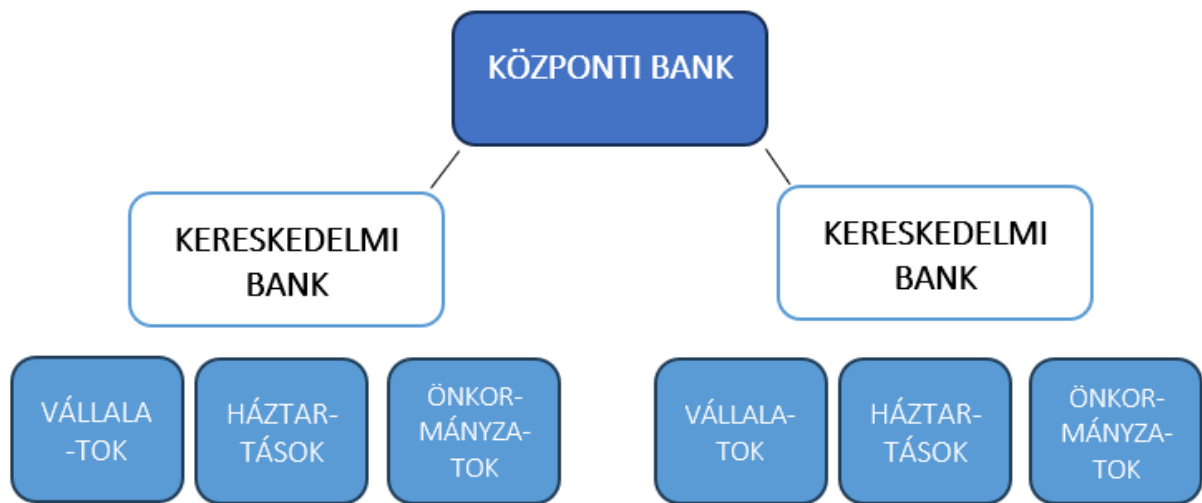 KÖZPONTI BANK
KERESKEDELMI
BANK
KERESKEDELMI
BANK
VÁLLALA
-TOK
HÁZTAR-
TÁSOK
ÖNKOR-
MÁNYZA-
TOK
VÁLLALA-
TOK
HÁZTAR-
TÁSOK
ÖNKOR-
MÁNYZA-
TOK